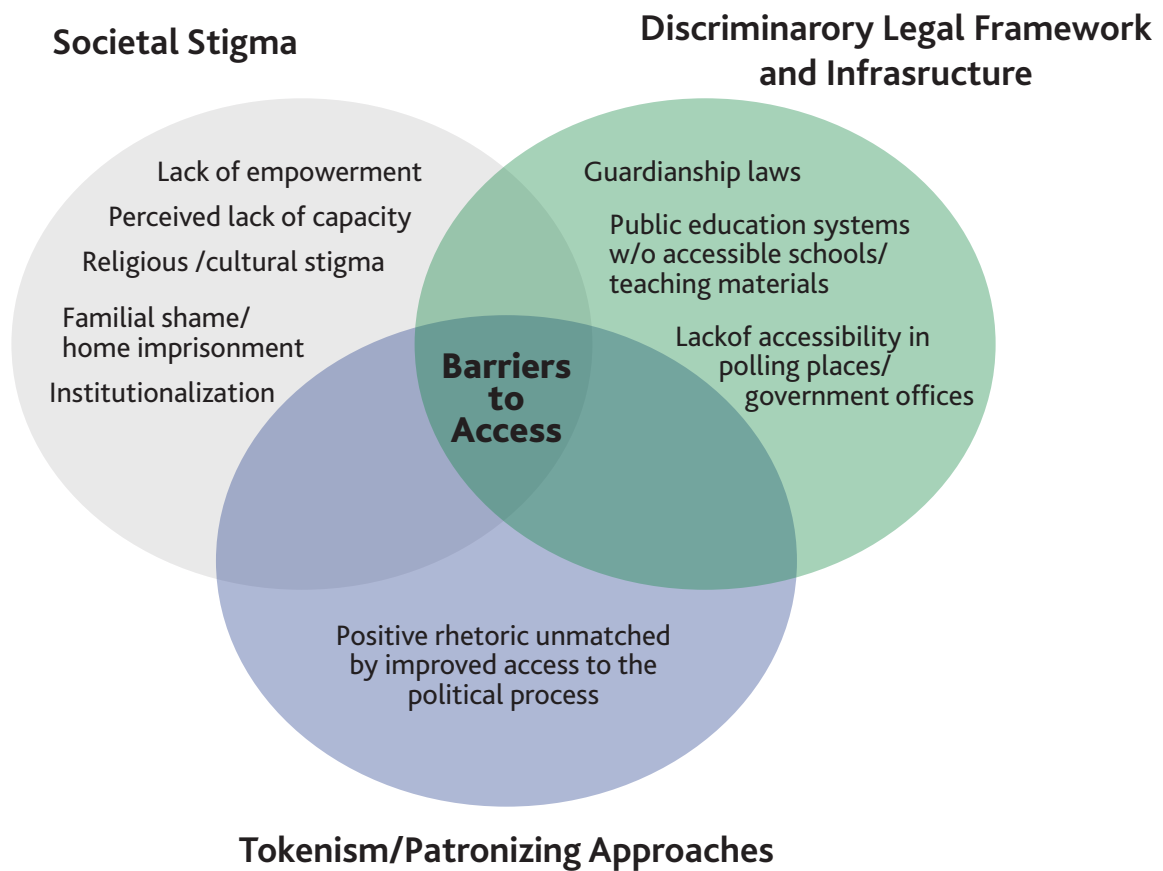 Societal Stigma
Discriminarory Legal Framework
and Infrasructure
Lack of empowerment
Perceived lack of capacity
Religious /cultural stigma
Familial shame/
home imprisonment
Institutionalization
Guardianship laws
Public education systems
w/o accessible schools/
teaching materials
Lackof accessibility in
polling places/
government offices
Barriers
to
Access
Positive rhetoric unmatched
by improved access to the
political process
Tokenism/Patronizing Approaches